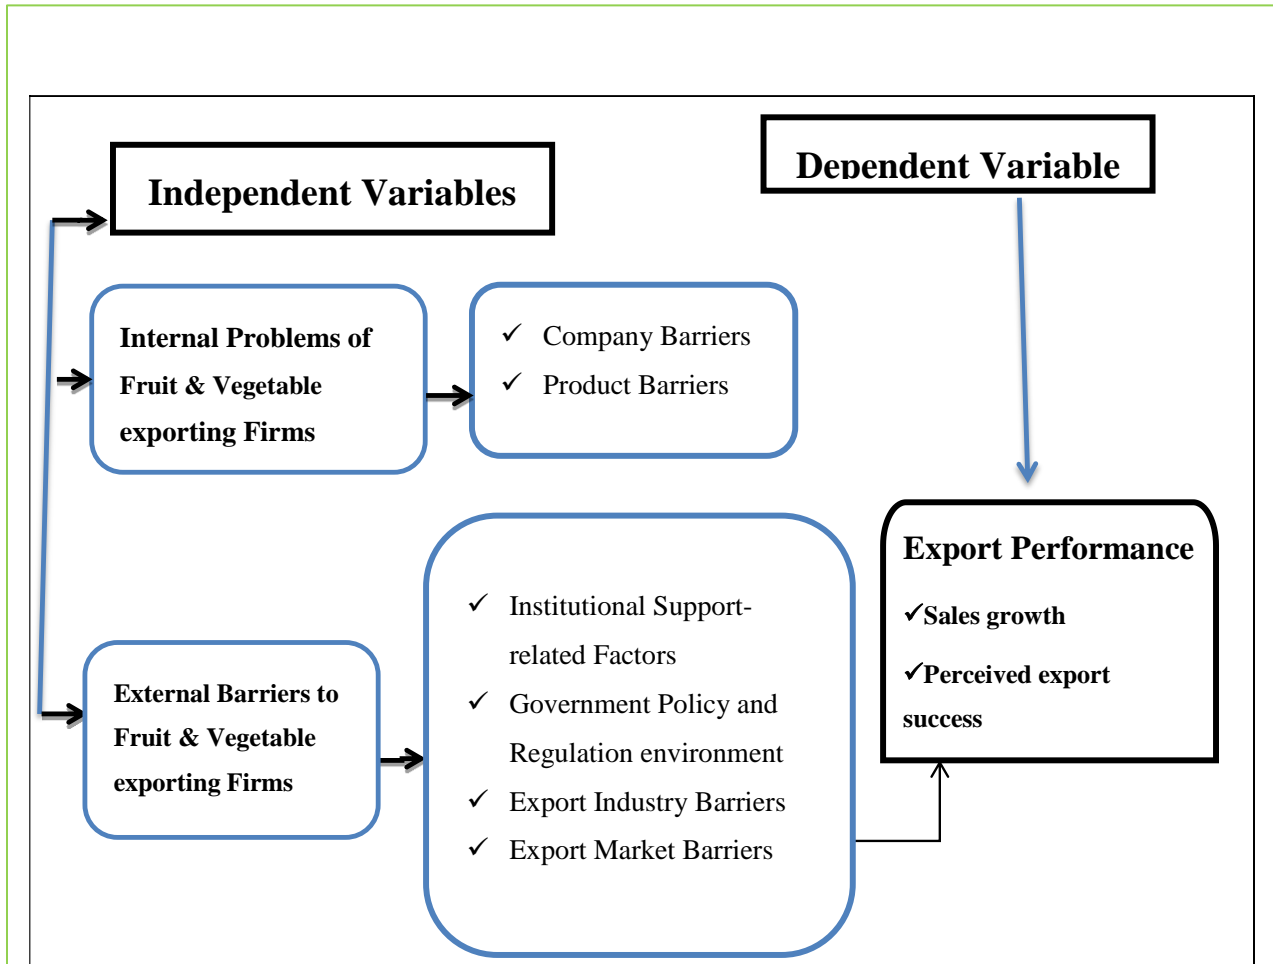 Independent Variables
Dependent Variable
Internal Problems of
Fruit & Vegetable
exporting Firms
✓ Company Barriers
✓ Product Barriers
External Barriers to
Fruit & Vegetable
exporting Firms
✓ Institutional Support-
related Factors
✓ Government Policy and
Regulation environment
✓ Export Industry Barriers
✓ Export Market Barriers
Export Performance
✓Sales growth
✓Perceived export
success